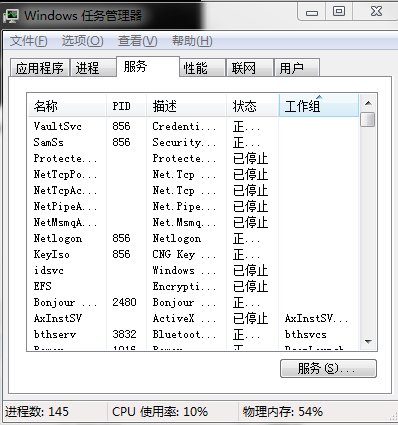 Windows 任务管理器
文件(F) 选项(O) 查看(V) 帮助(H)
应用程序 进程 服务 性能 联网 用户
名称 PID 描述 状态 工作组
VaultSvc 856 Credenti... 正...
SamSs 856 Security... 正...
Protecte... Protecte... 已停止
NetTcpPo... Net.Tcp ... 已停止
NetTcpAc... Net.Tcp ... 已停止
NetPipeA... Net.Pipe... 已停止
NetMsmqA... Net.Msmq... 已停止
Netlogon 856 Netlogon 正...
KeyIso 856 CNG Key ... 正...
idsvc Windows ... 已停止
EFS Encrypti... 已停止
Bonjour ... 2480 Bonjour ... 正...
AxInstSV ActiveX ... 已停止 AxInstSV...
bthserv 3832 Bluetoot... 正... bthsvcs
服务(S)...
进程数: 145 CPU 使用率: 10% 物理内存: 54%